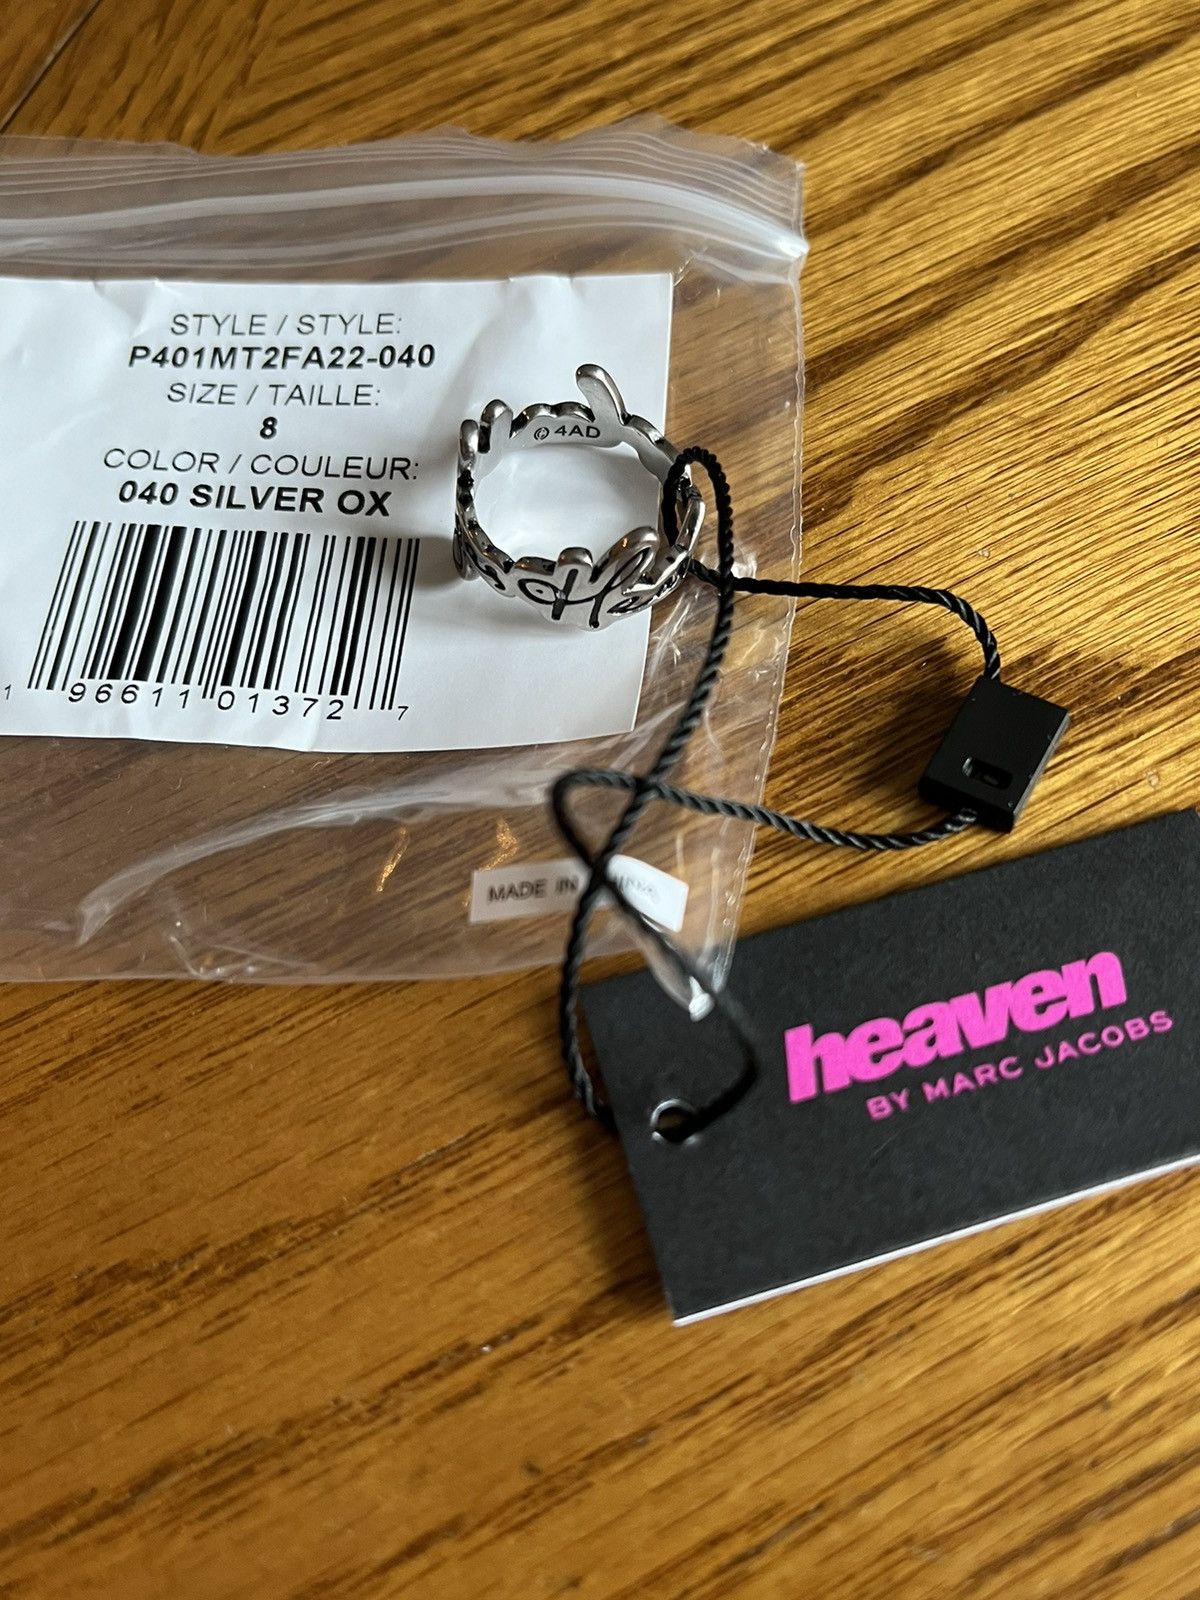 STYLE / STYLE:
P401MT2FA22-040
SIZE / TAILLE:
8
COLOR / COULEUR:
040 SILVER OX
1 96611 01372 7
© 4AD
MADE IN
heaven
BY MARC JACOBS